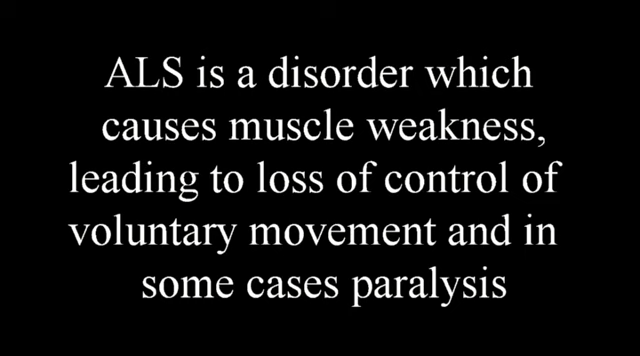 ALS is a disorder which
causes muscle weakness,
leading to loss of control of
voluntary movement and in
some cases paralysis